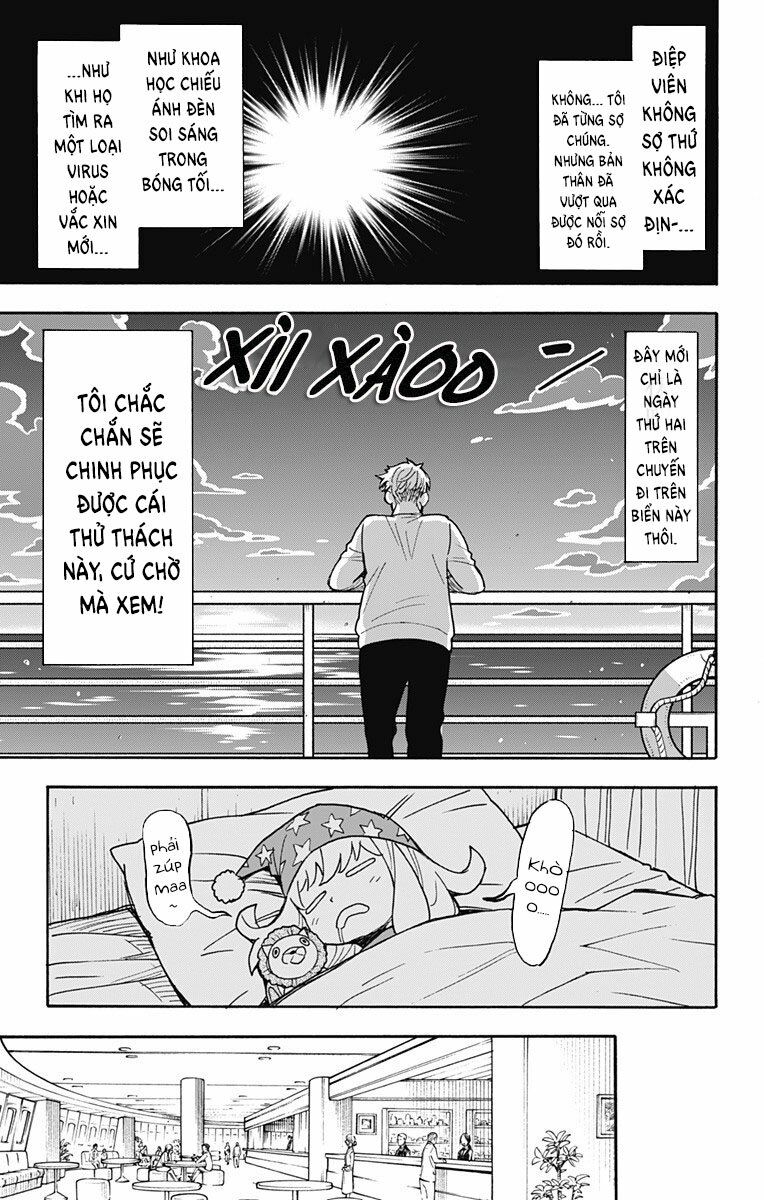 ĐIỆP
VIÊN
KHÔNG
SỢ THỨ
KHÔNG
XÁC
ĐỊN-...
KHÔNG... TÔI
ĐÃ TỪNG SỢ
CHÚNG.
NHƯNG BẢN
THÂN ĐÃ
VƯỢT QUA
ĐƯỢC NỖI SỢ
ĐÓ RỒI.
NHƯ KHOA
HỌC CHIẾU
ÁNH ĐÈN
SOI SÁNG
TRONG
BÓNG TỐI...
...NHƯ
KHI HỌ
TÌM RA
MỘT LOẠI
VIRUS
HOẶC
VẮC XIN
MỚI...
ĐÂY MỚI
CHỈ LÀ
NGÀY
THỨ HAI
TRÊN
CHUYẾN
ĐI TRÊN
BIỂN NÀY
THÔI.
XÌI XÀOO
TÔI CHẮC
CHẮN SẼ
CHINH PHỤC
ĐƯỢC CÁI
THỬ THÁCH
NÀY, CỨ CHỜ
MÀ XEM!
Khò
ooo
o.....
phải
zúp
maa
~